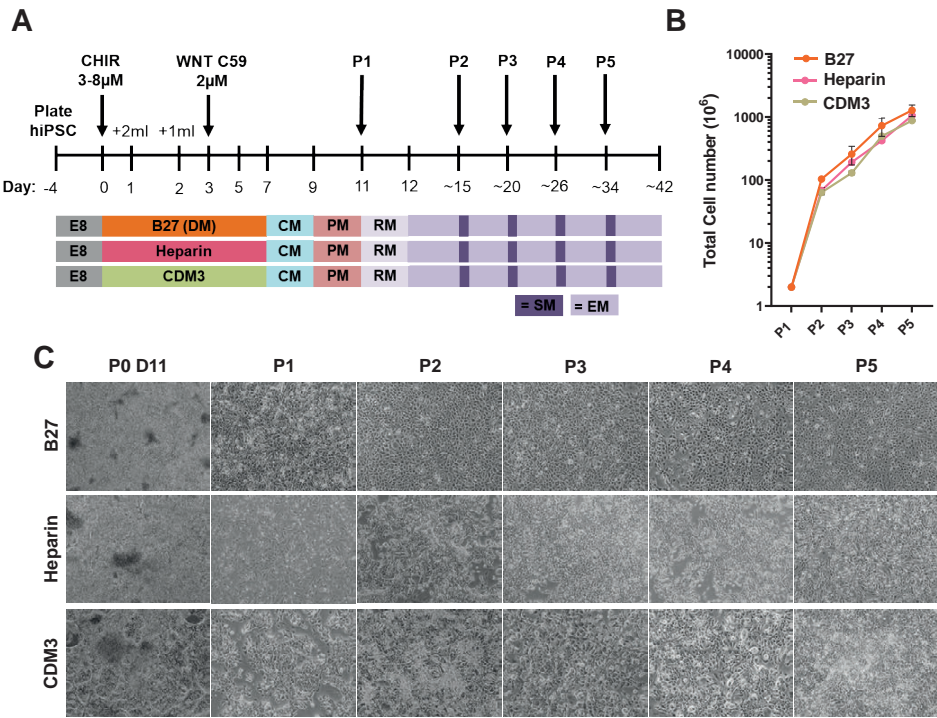 A
CHIR
3-8µM
WNT C59
2µM
P1
P2
P3
P4
P5
Plate
hiPSC
+2ml
+1ml
Day:
-4
0
1
2
3
5
7
9
11
12
~15
~20
~26
~34
~42
E8
B27 (DM)
CM
PM
RM
E8
Heparin
CM
PM
RM
E8
CDM3
CM
PM
RM
= SM
= EM
B
Total Cell number (10⁶)
10000
1000
100
10
1
B27
Heparin
CDM3
P1
P2
P3
P4
P5
C
P0 D11
P1
P2
P3
P4
P5
B27
Heparin
CDM3